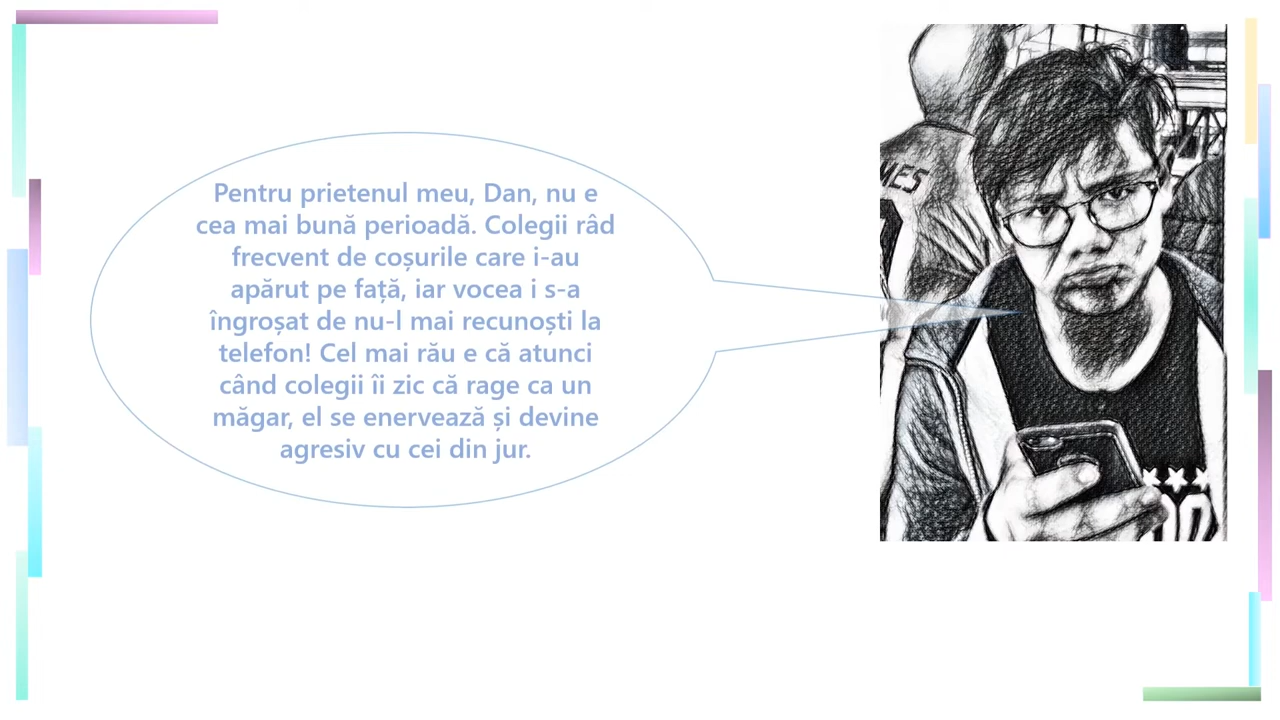 Pentru prietenul meu, Dan, nu e
cea mai bună perioadă. Colegii râd
frecvent de coșurile care i-au
apărut pe față, iar vocea i s-a
îngroșat de nu-l mai recunoști la
telefon! Cel mai rău e că atunci
când colegii îi zic că rage ca un
măgar, el se enervează și devine
agresiv cu cei din jur.